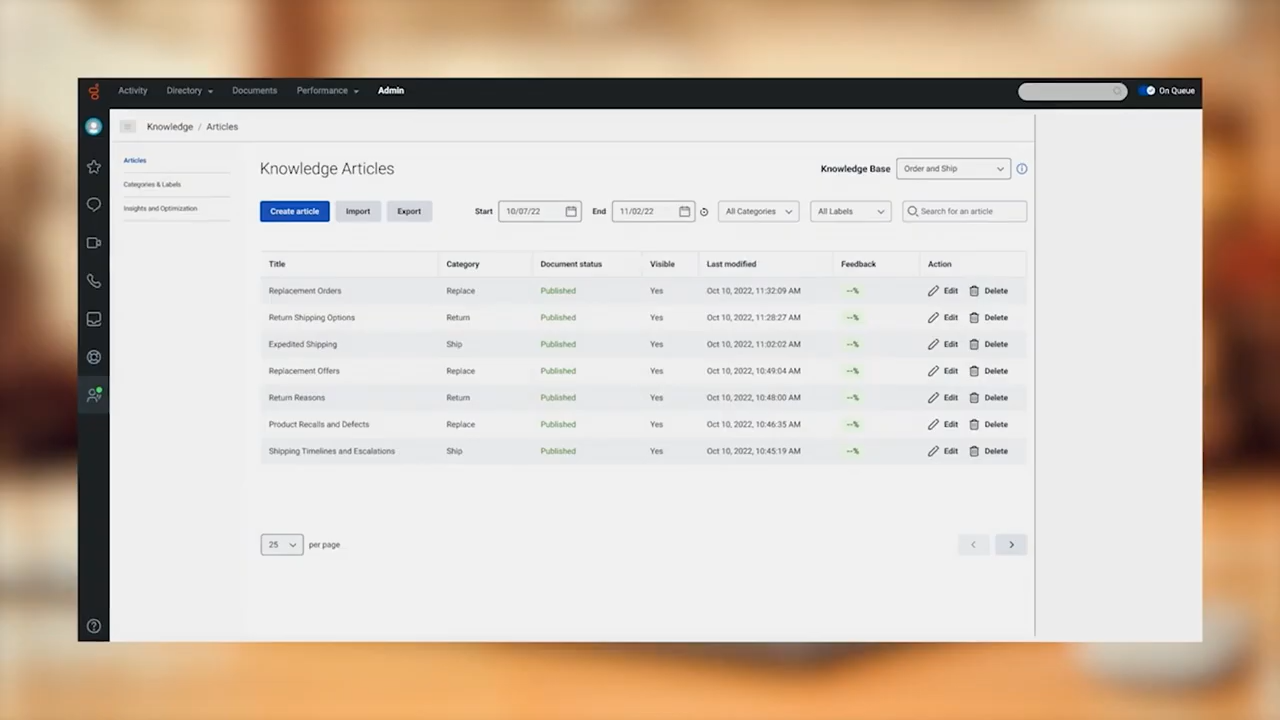 Activity Directory Documents Performance Admin On Queue
Knowledge / Articles
Articles
Categories & Labels
Insights and Optimization
Knowledge Articles
Knowledge Base Order and Ship
Create article Import Export Start 10/07/22 End 11/02/22 All Categories All Labels Search for an article
Title Category Document status Visible Last modified Feedback Action
Replacement Orders Replace Published Yes Oct 10, 2022, 11:32:09 AM --% Edit Delete
Return Shipping Options Return Published Yes Oct 10, 2022, 11:28:27 AM --% Edit Delete
Expedited Shipping Ship Published Yes Oct 10, 2022, 11:02:02 AM --% Edit Delete
Replacement Offers Replace Published Yes Oct 10, 2022, 10:49:04 AM --% Edit Delete
Return Reasons Return Published Yes Oct 10, 2022, 10:48:00 AM --% Edit Delete
Product Recalls and Defects Replace Published Yes Oct 10, 2022, 10:46:35 AM --% Edit Delete
Shipping Timelines and Escalations Ship Published Yes Oct 10, 2022, 10:45:19 AM --% Edit Delete
25 per page